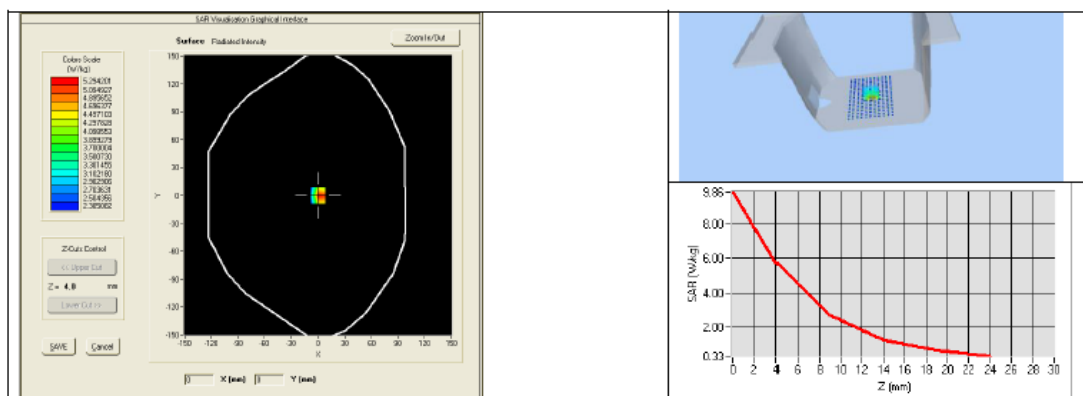 SAR Visualisation Graphical Interface
Surface Radiated Intensity
Zoom In/Out
Colors Scale
(W/kg)
5.294201
5.094927
4.895652
4.696377
4.497103
4.297828
4.098553
3.899279
3.700004
3.500730
3.301455
3.102180
2.902906
2.703631
2.504356
2.305082
150
120
90
60
30
0
-30
-60
-90
-120
-150
Y
-150 -120 -90 -60 -30 0 30 60 90 120 150
X
Z-Cuts Control
<< Upper Cut
Z = 4.0 mm
Lower Cut >>
SAVE Cancel
0 X (mm) 0 Y (mm)
9.86
8.00
6.00
4.00
2.00
0.33
SAR (W/kg)
0 2 4 6 8 10 12 14 16 18 20 22 24 26 28 30
Z (mm)